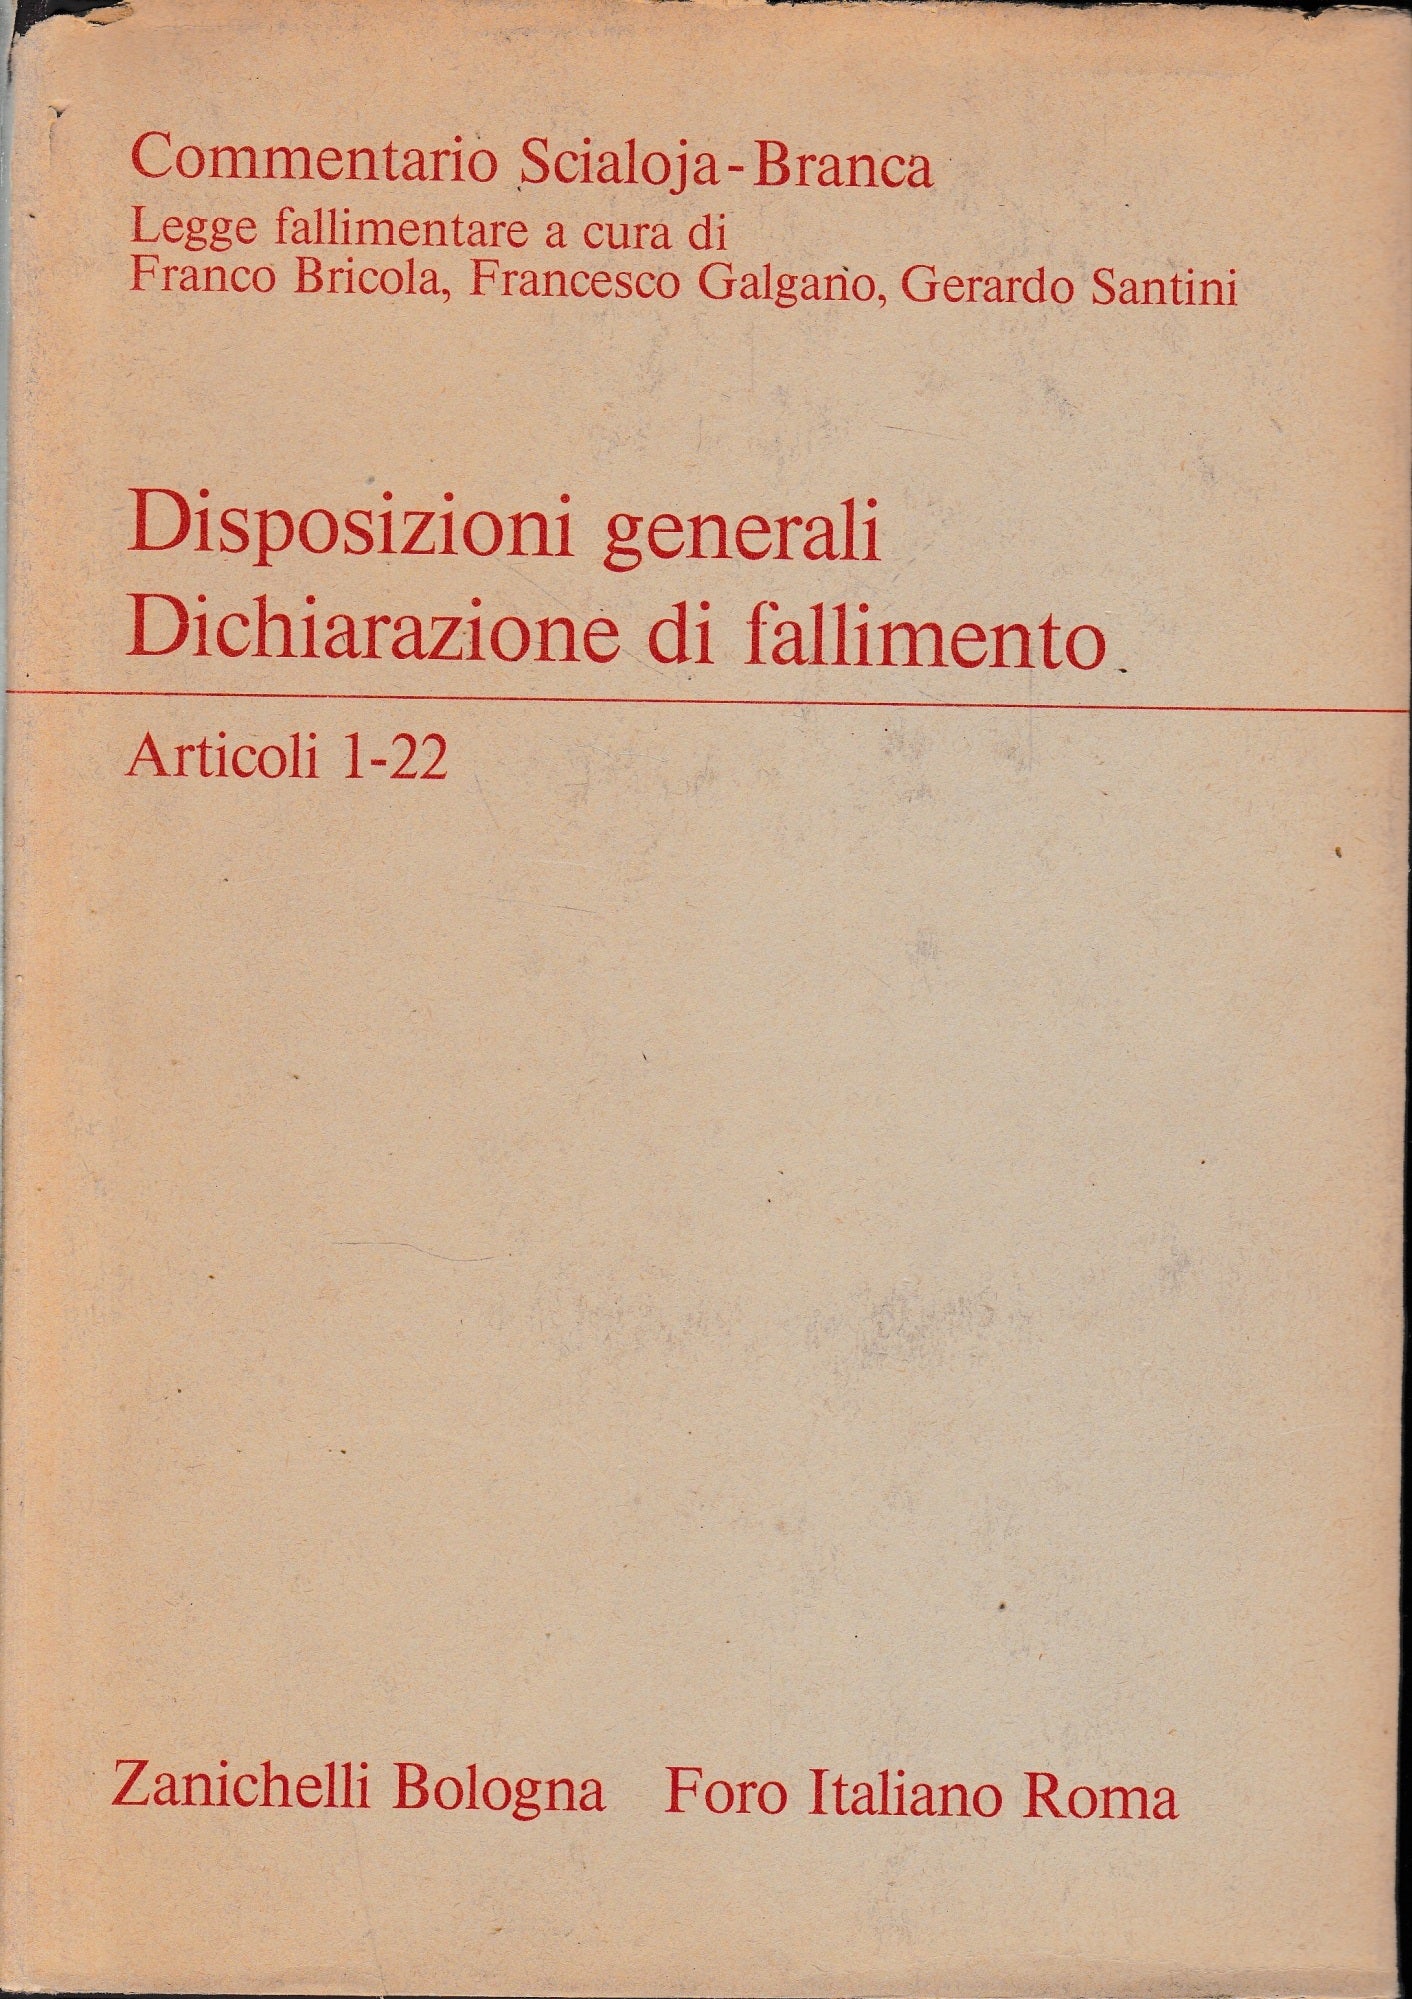 Commentario Scialoja-Branca
Legge fallimentare a cura di
Franco Bricola, Francesco Galgano, Gerardo Santini
Disposizioni generali
Dichiarazione di fallimento
Articoli 1-22
Zanichelli Bologna Foro Italiano Roma